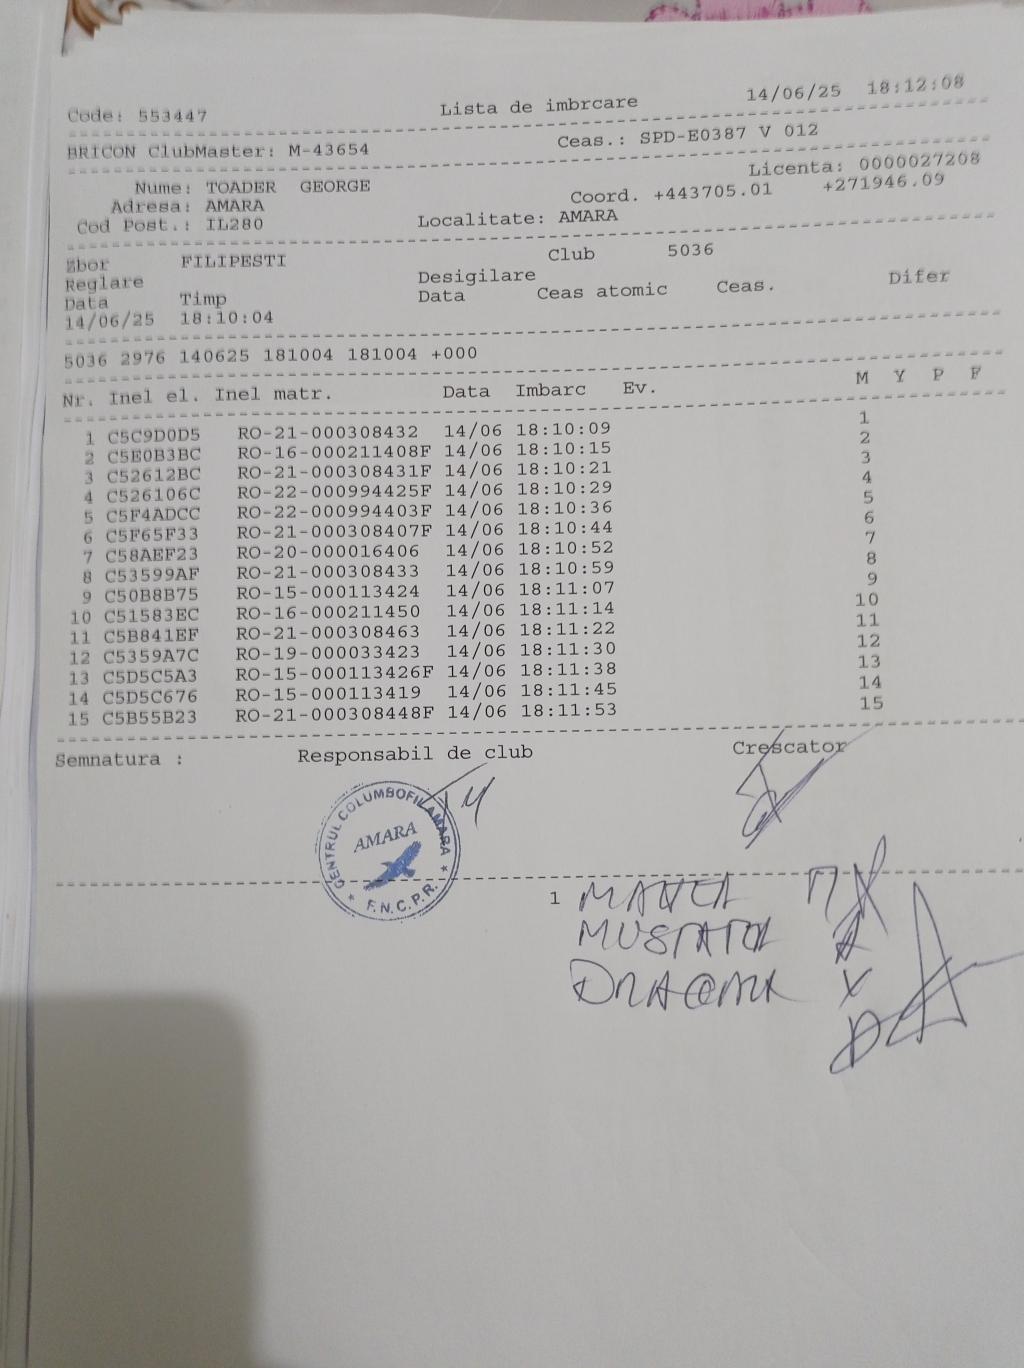 Code: 553447 Lista de imbrcare 14/06/25 18:12:08
BRICON ClubMaster: M-43654 Ceas.: SPD-E0387 V 012
Licenta: 0000027208
Nume: TOADER GEORGE Coord. +443705.01 +271946.09
Adresa: AMARA
Cod Post.: IL280 Localitate: AMARA
Zbor FILIPESTI Club 5036
Reglare Desigilare
Data Timp Data Ceas atomic Ceas. Difer
14/06/25 18:10:04
5036 2976 140625 181004 181004 +000
Nr. Inel el. Inel matr. Data Imbarc Ev. M Y P F
1 C5C9D0D5 RO-21-000308432 14/06 18:10:09 1
2 C5E0B3BC RO-16-000211408F 14/06 18:10:15 2
3 C52612BC RO-21-000308431F 14/06 18:10:21 3
4 C526106C RO-22-000994425F 14/06 18:10:29 4
5 C5F4ADCC RO-22-000994403F 14/06 18:10:36 5
6 C5F65F33 RO-21-000308407F 14/06 18:10:44 6
7 C58AEF23 RO-20-000016406 14/06 18:10:52 7
8 C53599AF RO-21-000308433 14/06 18:10:59 8
9 C50B8B75 RO-15-000113424 14/06 18:11:07 9
10 C51583EC RO-16-000211450 14/06 18:11:14 10
11 C5B841EF RO-21-000308463 14/06 18:11:22 11
12 C5359A7C RO-19-000033423 14/06 18:11:30 12
13 C5D5C5A3 RO-15-000113426F 14/06 18:11:38 13
14 C5D5C676 RO-15-000113419 14/06 18:11:45 14
15 C5B55B23 RO-21-000308448F 14/06 18:11:53 15
Semnatura : Responsabil de club Crescator
CENTRUL COLUMBOFIL AMARA
AMARA
* F.N.C.P.R. *
1